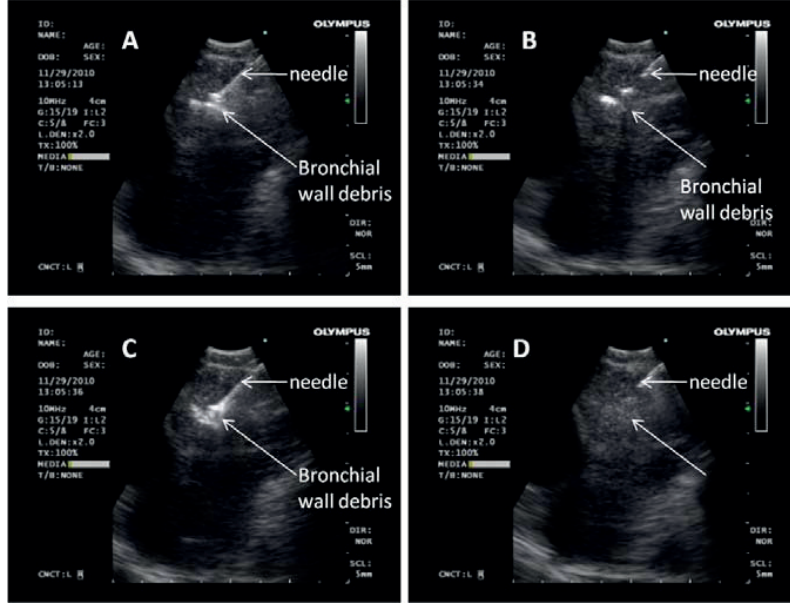 ID:
NAME:
AGE:
DOB: SEX:
11/29/2010
13:05:13
10MHz 4cm
G:15/19 I:L2
C:5/8 FC:3
L.DEN:x2.0
TX:100%
MEDIA
T/B:NONE
CNCT:L R
A
OLYMPUS
needle
Bronchial
wall debris
DIR:
NOR
SCL:
5mm
ID:
NAME:
AGE:
DOB: SEX:
11/29/2010
13:05:34
10MHz 4cm
G:15/19 I:L2
C:5/8 FC:3
L.DEN:x2.0
TX:100%
MEDIA
T/B:NONE
CNCT:L R
B
OLYMPUS
needle
Bronchial
wall debris
DIR:
NOR
SCL:
5mm
ID:
NAME:
AGE:
DOB: SEX:
11/29/2010
13:05:36
10MHz 4cm
G:15/19 I:L2
C:5/8 FC:3
L.DEN:x2.0
TX:100%
MEDIA
T/B:NONE
CNCT:L R
C
OLYMPUS
needle
Bronchial
wall debris
DIR:
NOR
SCL:
5mm
ID:
NAME:
AGE:
DOB: SEX:
11/29/2010
13:05:38
10MHz 4cm
G:15/19 I:L2
C:5/8 FC:3
L.DEN:x2.0
TX:100%
MEDIA
T/B:NONE
CNCT:L R
D
OLYMPUS
needle
DIR:
NOR
SCL:
5mm